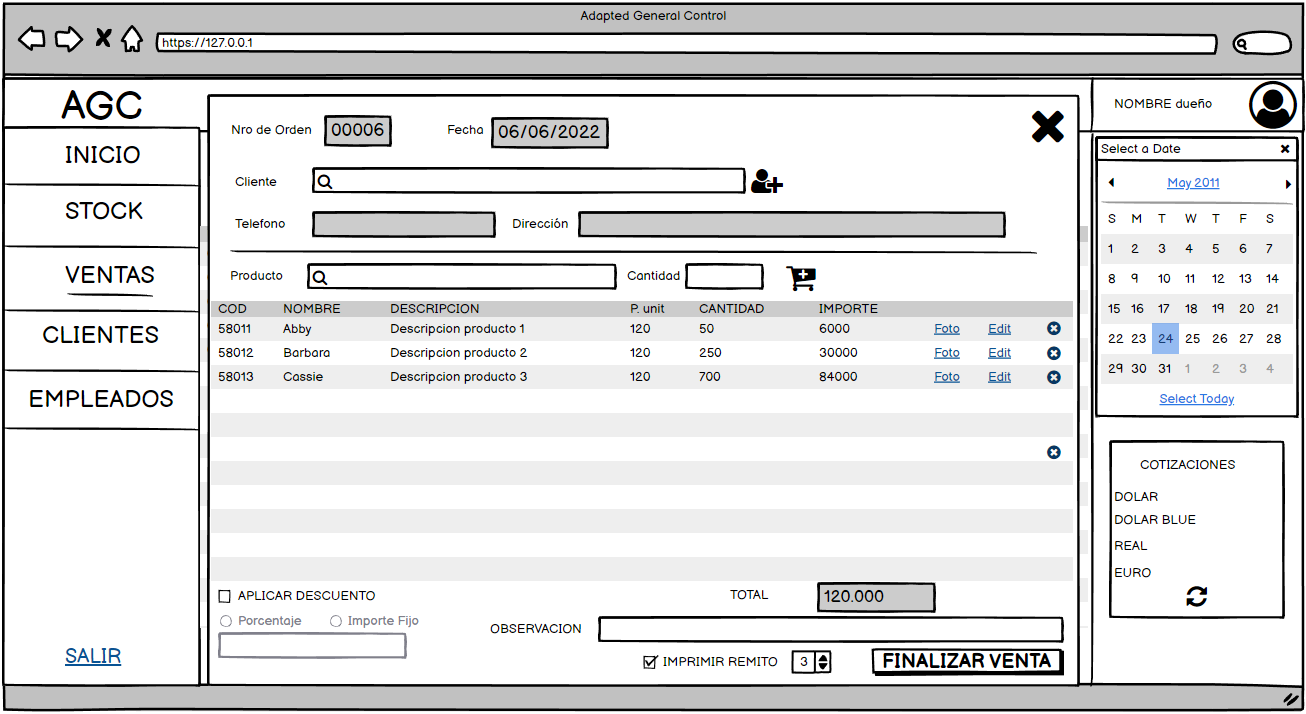 Adapted General Control
https://127.0.0.1
AGC
INICIO
STOCK
VENTAS
CLIENTES
EMPLEADOS
SALIR
Nro de Orden 00006 Fecha 06/06/2022
Cliente
Telefono Dirección
Producto Cantidad
COD NOMBRE DESCRIPCION P. unit CANTIDAD IMPORTE
58011 Abby Descripcion producto 1 120 50 6000 Foto Edit
58012 Barbara Descripcion producto 2 120 250 30000 Foto Edit
58013 Cassie Descripcion producto 3 120 700 84000 Foto Edit
APLICAR DESCUENTO TOTAL 120.000
Porcentaje Importe Fijo
OBSERVACION
IMPRIMIR REMITO 3 FINALIZAR VENTA
NOMBRE dueño
Select a Date
May 2011
S M T W T F S
1 2 3 4 5 6 7
8 9 10 11 12 13 14
15 16 17 18 19 20 21
22 23 24 25 26 27 28
29 30 31 1 2 3 4
Select Today
COTIZACIONES
DOLAR
DOLAR BLUE
REAL
EURO